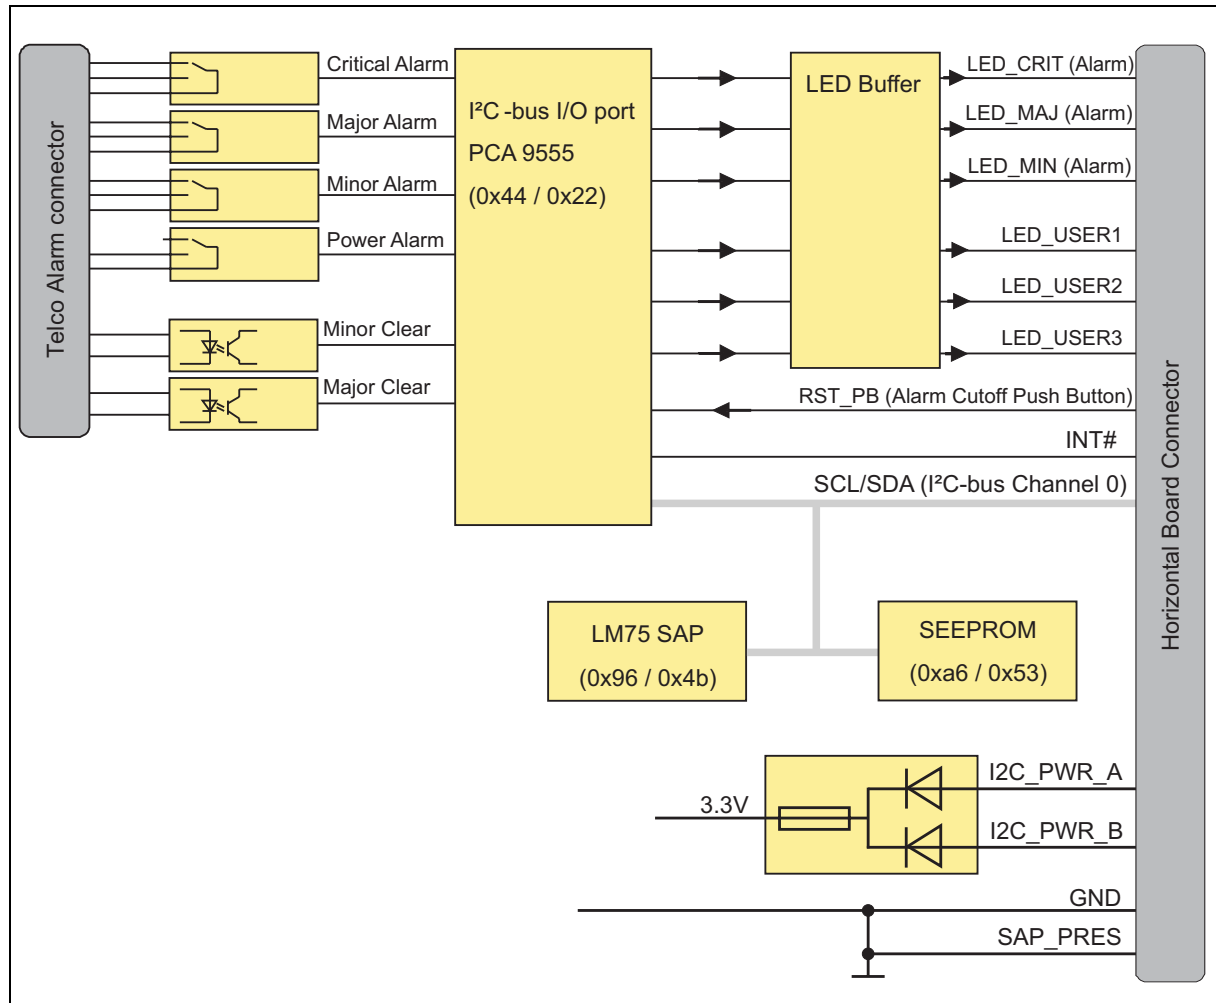 Telco Alarm connector
Critical Alarm
Major Alarm
Minor Alarm
Power Alarm
Minor Clear
Major Clear
I²C -bus I/O port
PCA 9555
(0x44 / 0x22)
LED Buffer
LED_CRIT (Alarm)
LED_MAJ (Alarm)
LED_MIN (Alarm)
LED_USER1
LED_USER2
LED_USER3
RST_PB (Alarm Cutoff Push Button)
INT#
SCL/SDA (I²C-bus Channel 0)
Horizontal Board Connector
LM75 SAP
(0x96 / 0x4b)
SEEPROM
(0xa6 / 0x53)
3.3V
I2C_PWR_A
I2C_PWR_B
GND
SAP_PRES